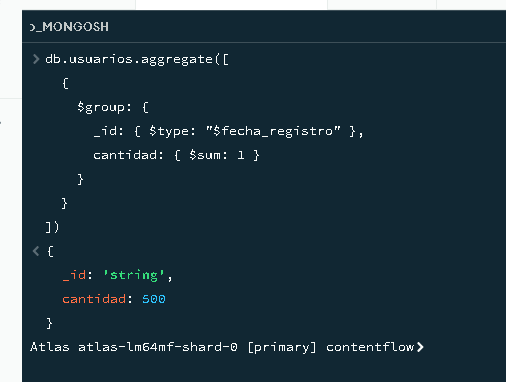 >_MONGOSH
> db.usuarios.aggregate([
{
$group: {
_id: { $type: "$fecha_registro" },
cantidad: { $sum: 1 }
}
}
])
< {
_id: 'string',
cantidad: 500
}
Atlas atlas-lm64mf-shard-0 [primary] contentflow>